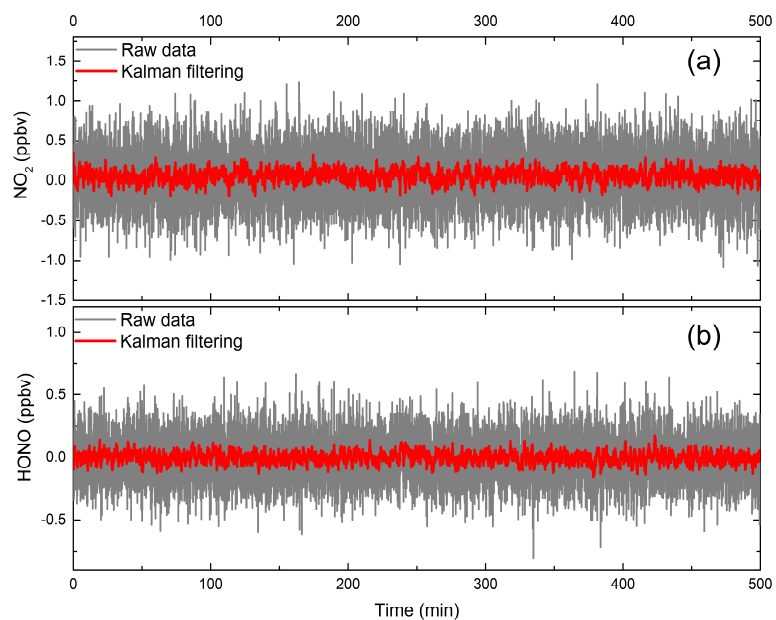 0 100 200 300 400 500
Raw data
Kalman filtering
(a)
1.5
1.0
0.5
0.0
-0.5
-1.0
-1.5
NO₂ (ppbv)
Raw data
Kalman filtering
(b)
1.0
0.5
0.0
-0.5
HONO (ppbv)
0 100 200 300 400 500
Time (min)